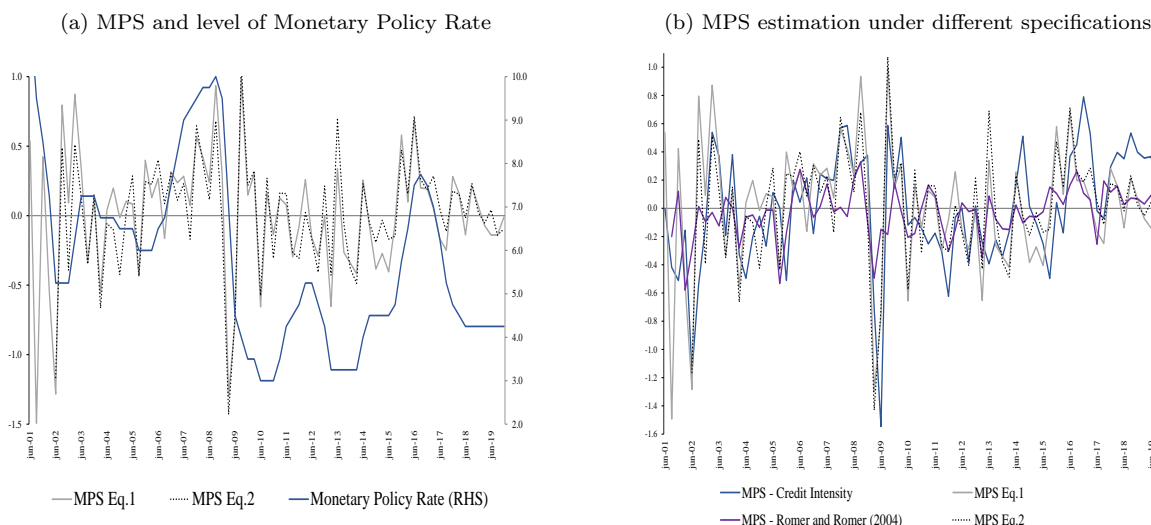 (a) MPS and level of Monetary Policy Rate
1.0
0.5
0.0
-0.5
-1.0
-1.5
10.0
9.0
8.0
7.0
6.0
5.0
4.0
3.0
2.0
jun-01
jun-02
jun-03
jun-04
jun-05
jun-06
jun-07
jun-08
jun-09
jun-10
jun-11
jun-12
jun-13
jun-14
jun-15
jun-16
jun-17
jun-18
jun-19
MPS Eq.1 MPS Eq.2 Monetary Policy Rate (RHS)
(b) MPS estimation under different specifications
1.0
0.8
0.6
0.4
0.2
0.0
-0.2
-0.4
-0.6
-0.8
-1.0
-1.2
-1.4
-1.6
jun-01
jun-02
jun-03
jun-04
jun-05
jun-06
jun-07
jun-08
jun-09
jun-10
jun-11
jun-12
jun-13
jun-14
jun-15
jun-16
jun-17
jun-18
jun-19
MPS - Credit Intensity MPS Eq.1
MPS - Romer and Romer (2004) MPS Eq.2